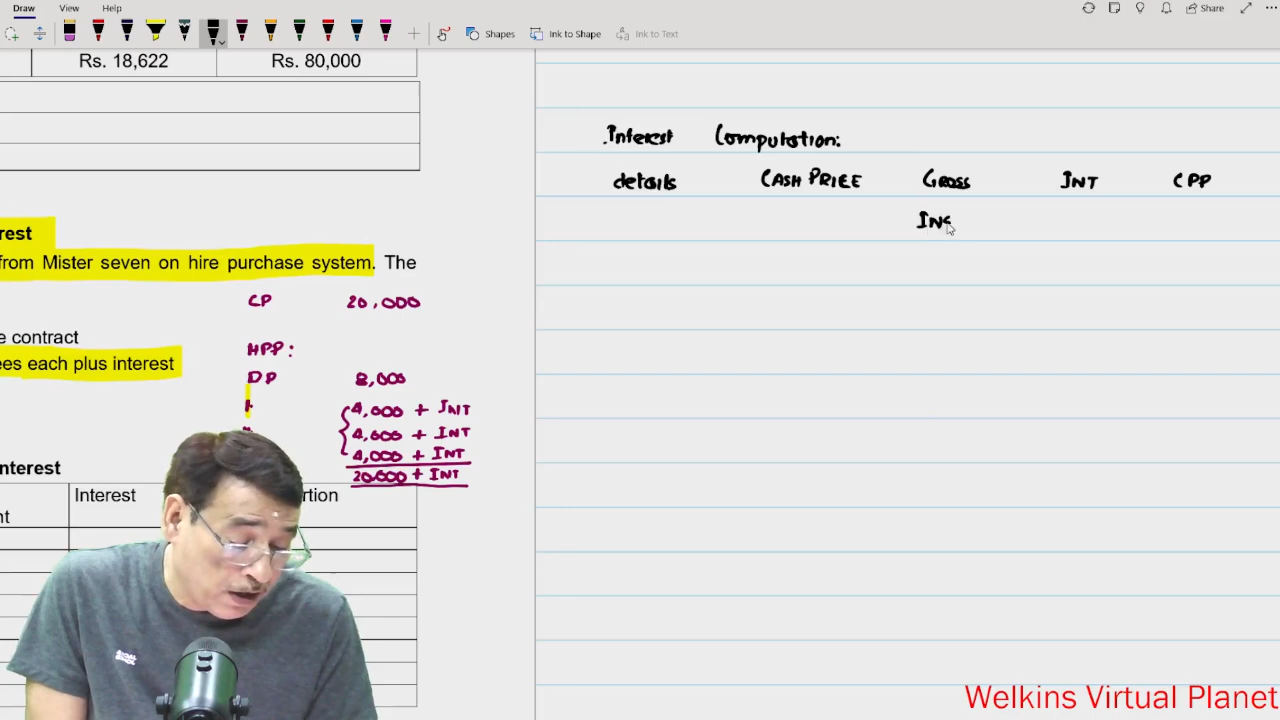 Draw View Help
Share
Shapes Ink to Shape Ink to Text
Rs. 18,622 Rs. 80,000
rest
from Mister seven on hire purchase system. The
CP 20,000
e contract
HPP:
ees each plus interest
DP 8,000
4,000 + INT
4,000 + INT
4,000 + INT
20,000 + INT
nterest
Interest rtion
nt
Interest Computation:
details CASH PRICE GROSS INT CPP
INS
Welkins Virtual Planet